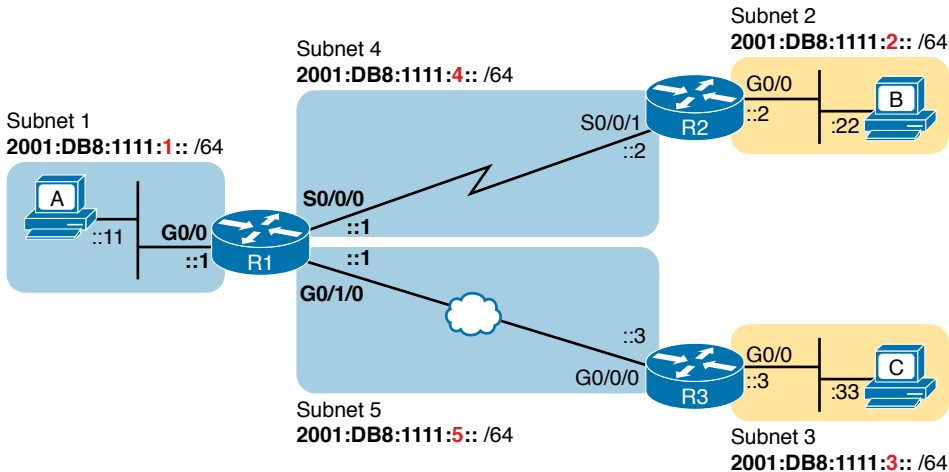 Subnet 2
2001:DB8:1111:2:: /64
Subnet 4
2001:DB8:1111:4:: /64
G0/0
::2
B
:22
R2
S0/0/1
::2
Subnet 1
2001:DB8:1111:1:: /64
A
::11
G0/0
::1
R1
S0/0/0
::1
::1
G0/1/0
::3
G0/0/0
R3
G0/0
::3
C
:33
Subnet 5
2001:DB8:1111:5:: /64
Subnet 3
2001:DB8:1111:3:: /64